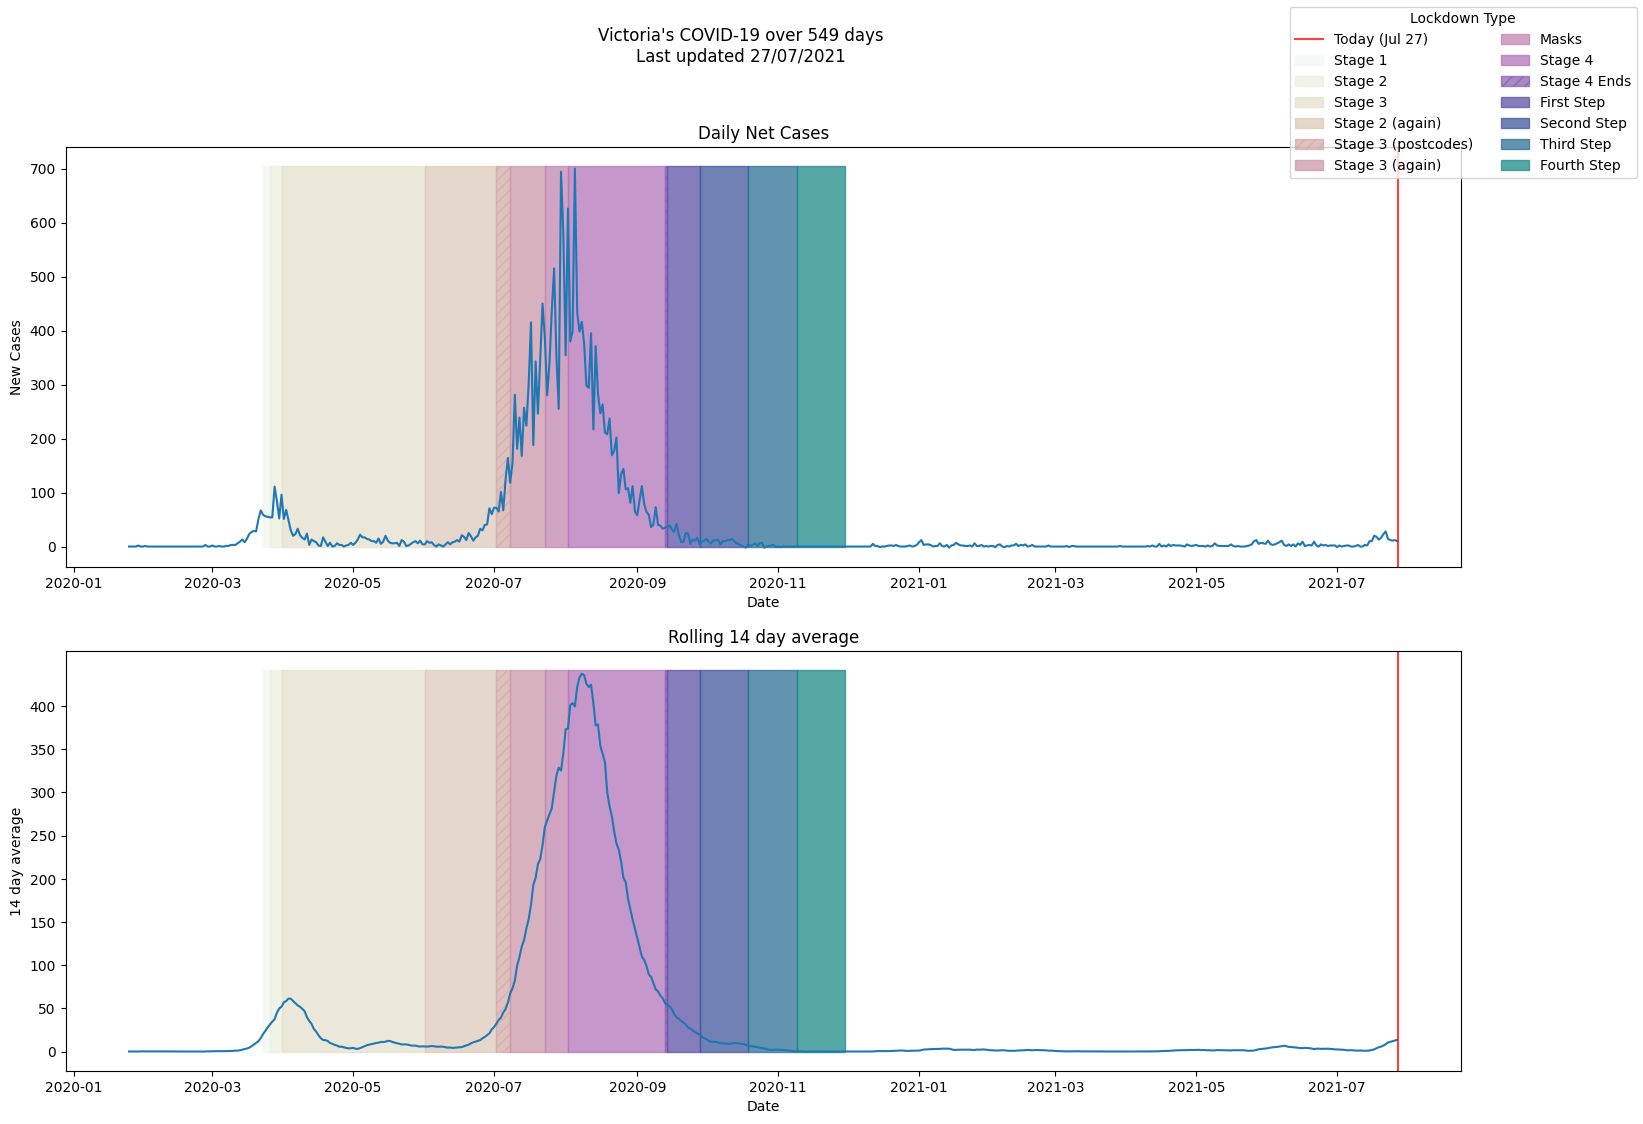 Victoria's COVID-19 over 549 days
Last updated 27/07/2021
Lockdown Type
Today (Jul 27)
Stage 1
Stage 2
Stage 3
Stage 2 (again)
Stage 3 (postcodes)
Stage 3 (again)
Masks
Stage 4
Stage 4 Ends
First Step
Second Step
Third Step
Fourth Step
Daily Net Cases
New Cases
700
600
500
400
300
200
100
0
2020-01 2020-03 2020-05 2020-07 2020-09 2020-11 2021-01 2021-03 2021-05 2021-07
Date
Rolling 14 day average
14 day average
400
350
300
250
200
150
100
50
0
2020-01 2020-03 2020-05 2020-07 2020-09 2020-11 2021-01 2021-03 2021-05 2021-07
Date